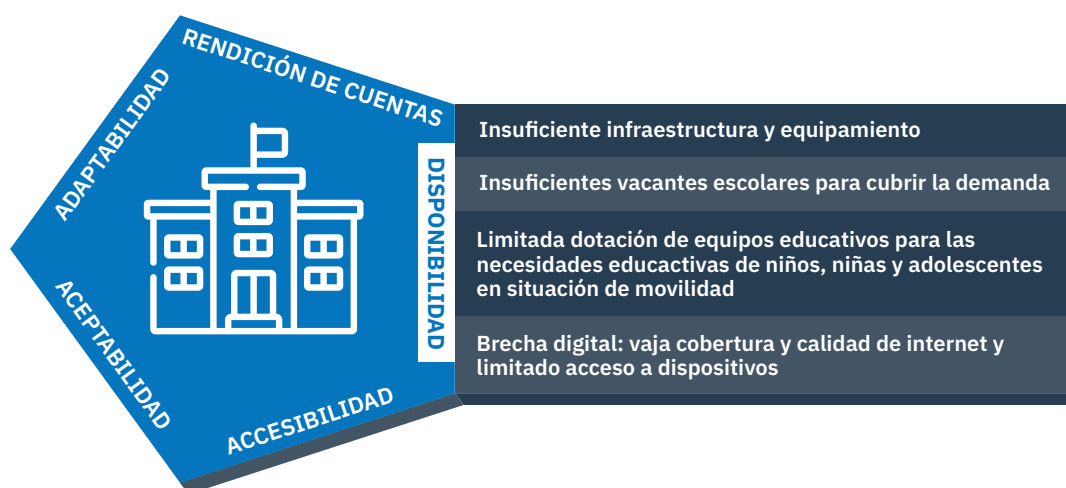 RENDICIÓN DE CUENTAS
ADAPTABILIDAD
DISPONIBILIDAD
ACEPTABILIDAD
ACCESIBILIDAD
Insuficiente infraestructura y equipamiento
Insuficientes vacantes escolares para cubrir la demanda
Limitada dotación de equipos educativos para las
necesidades educactivas de niños, niñas y adolescentes
en situación de movilidad
Brecha digital: vaja cobertura y calidad de internet y
limitado acceso a dispositivos